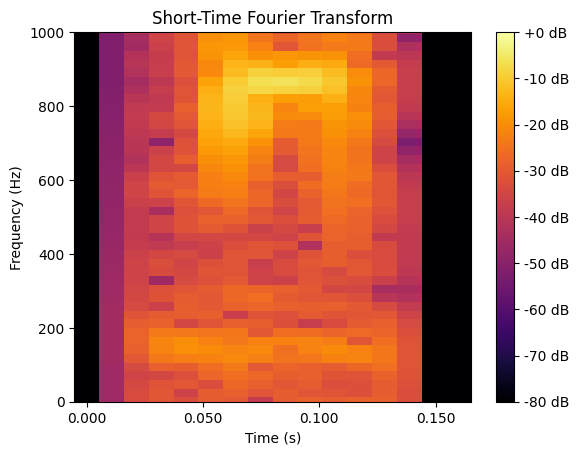 Short-Time Fourier Transform
1000
800
600
400
200
0
Frequency (Hz)
0.000
0.050
0.100
0.150
Time (s)
+0 dB
-10 dB
-20 dB
-30 dB
-40 dB
-50 dB
-60 dB
-70 dB
-80 dB